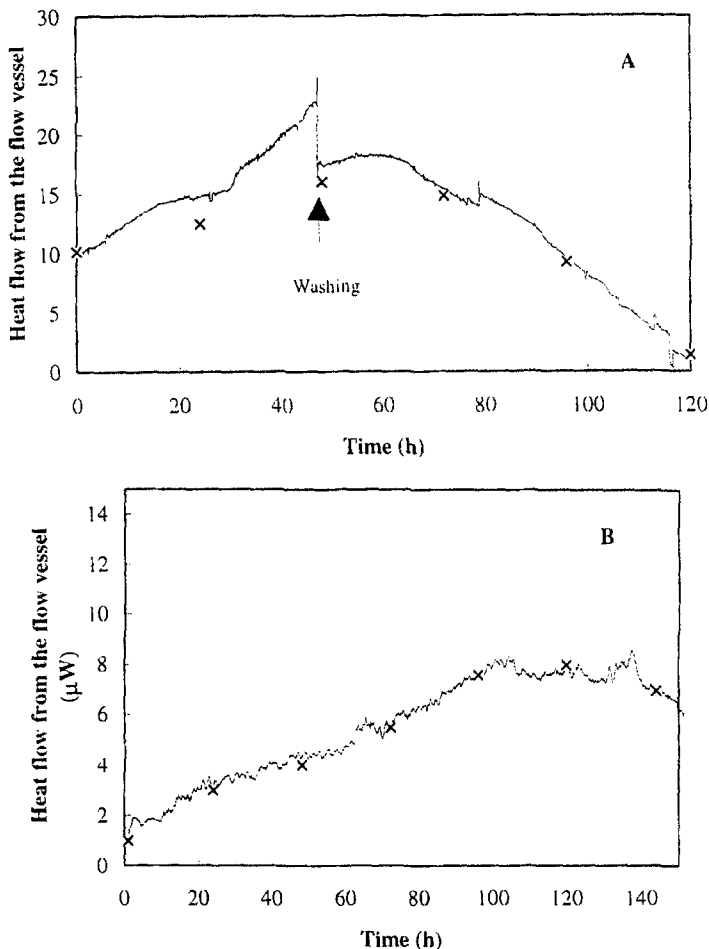 30
25
20
15
10
5
0
Heat flow from the flow vessel
A
Washing
0 20 40 60 80 100 120
Time (h)
14
12
10
8
6
4
2
0
Heat flow from the flow vessel
(μW)
B
0 20 40 60 80 100 120 140
Time (h)